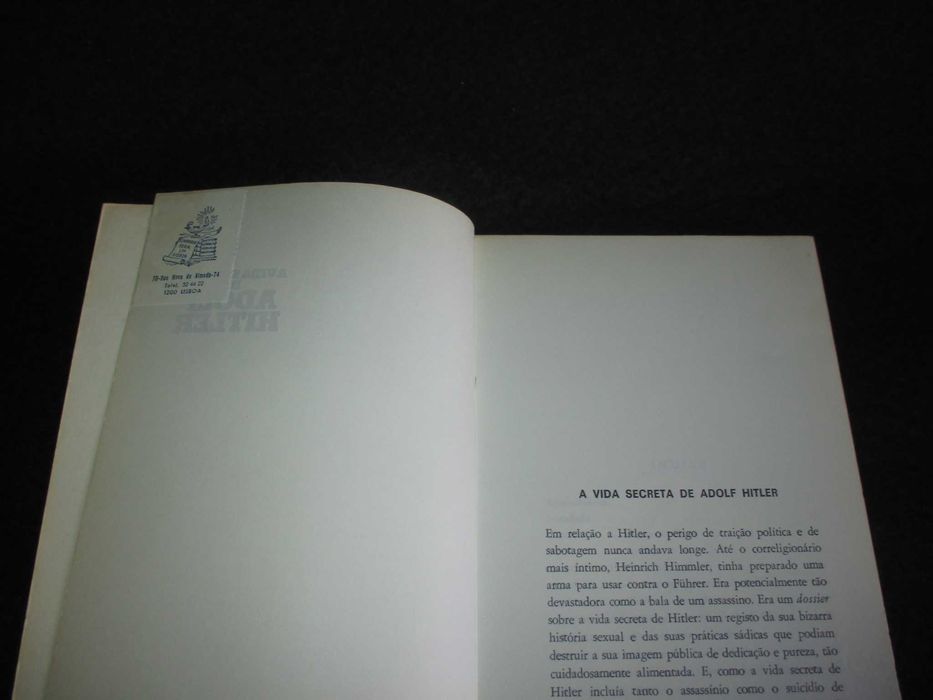 70-Rua Nova do Almada-74
Telef. 32 44 22
1200 LISBOA
ADOLF
HITLER
A VIDA SECRETA DE ADOLF HITLER
Em relação a Hitler, o perigo de traição política e de
sabotagem nunca andava longe. Até o correligionário
mais íntimo, Heinrich Himmler, tinha preparado uma
arma para usar contra o Führer. Era potencialmente tão
devastadora como a bala de um assassino. Era um dossier
sobre a vida secreta de Hitler: um registo da sua bizarra
história sexual e das suas práticas sádicas que podiam
destruir a sua imagem pública de dedicação e pureza, tão
cuidadosamente alimentada. E, como a vida secreta de
Hitler incluía tanto o assassínio como o suicídio de